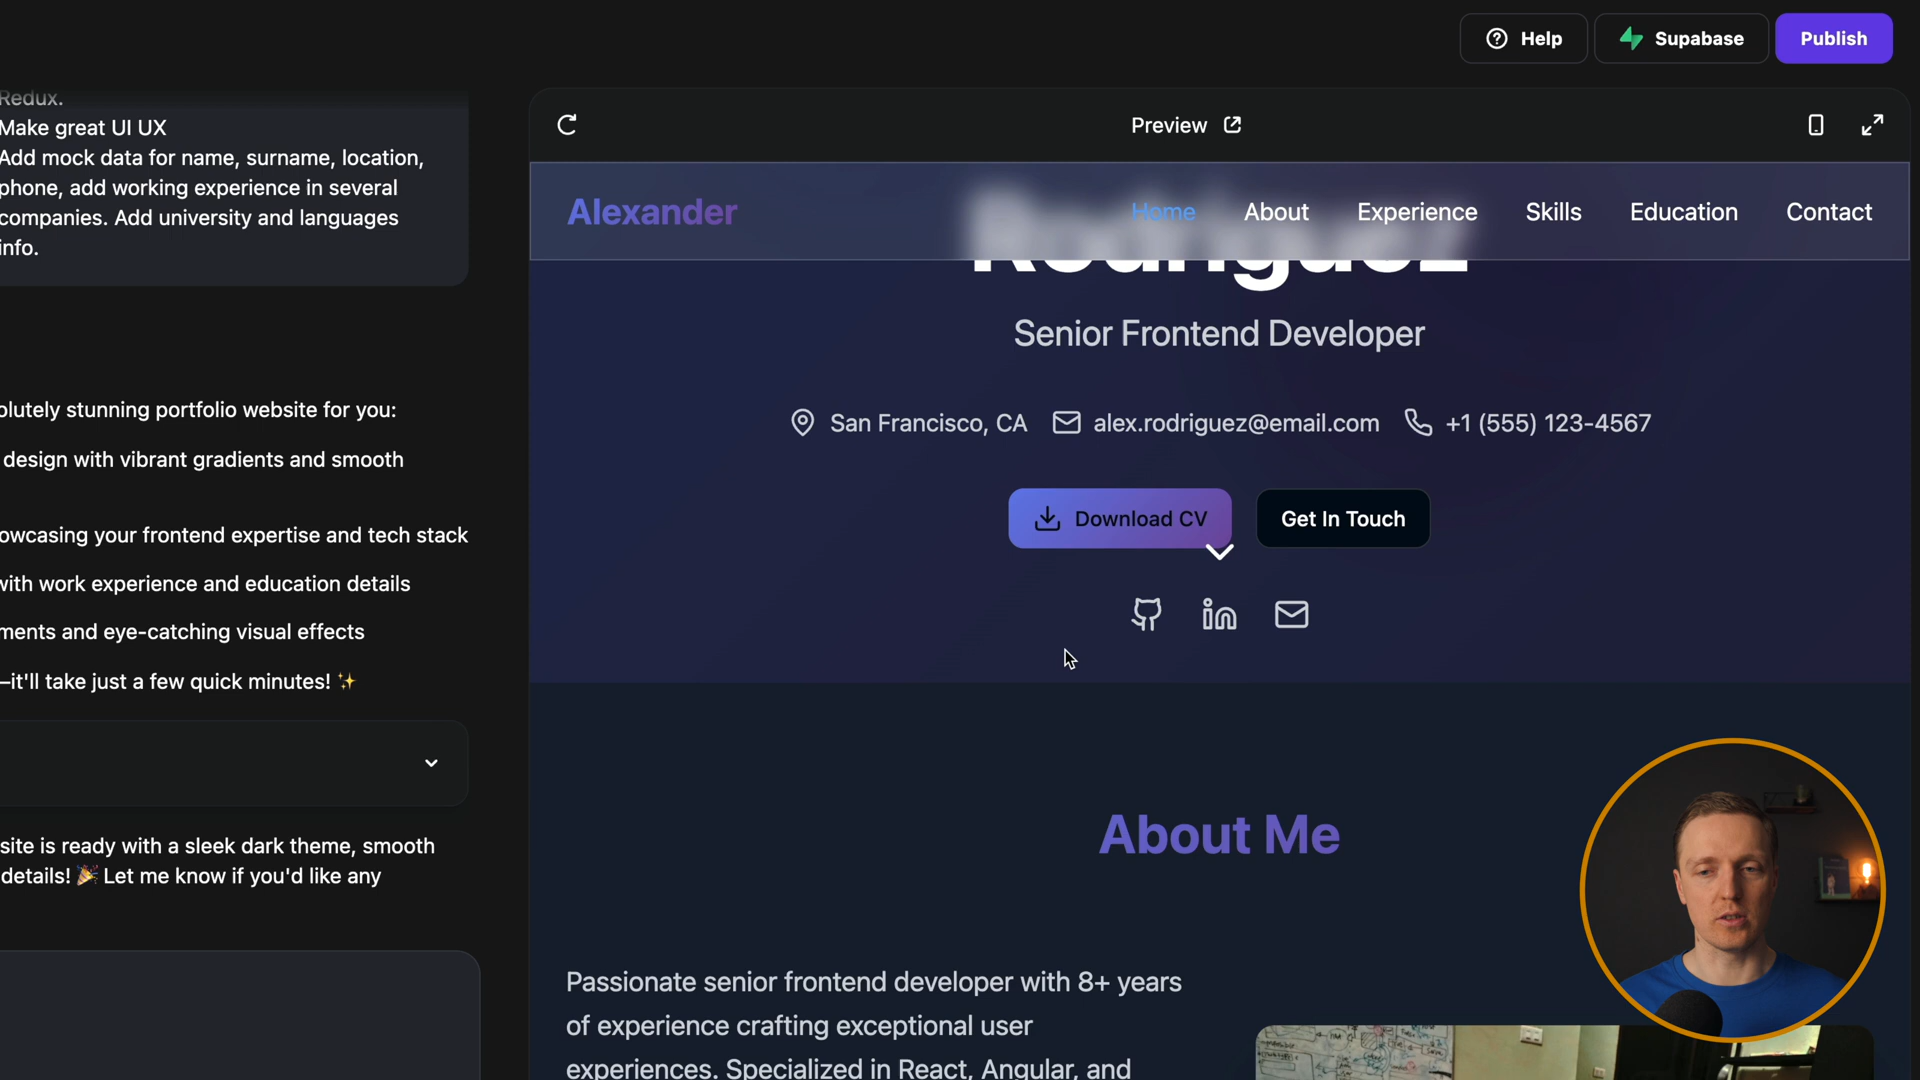 Help
Supabase
Publish
Redux.
Make great UI UX
Add mock data for name, surname, location,
phone, add working experience in several
companies. Add university and languages
info.
olutely stunning portfolio website for you:
design with vibrant gradients and smooth
owcasing your frontend expertise and tech stack
with work experience and education details
ments and eye-catching visual effects
–it'll take just a few quick minutes! ✨
site is ready with a sleek dark theme, smooth
details! 🎉 Let me know if you'd like any
Preview
Alexander
Home
About
Experience
Skills
Education
Contact
Rodriguez
Senior Frontend Developer
San Francisco, CA
alex.rodriguez@email.com
+1 (555) 123-4567
Download CV
Get In Touch
About Me
Passionate senior frontend developer with 8+ years
of experience crafting exceptional user
experiences. Specialized in React, Angular, and